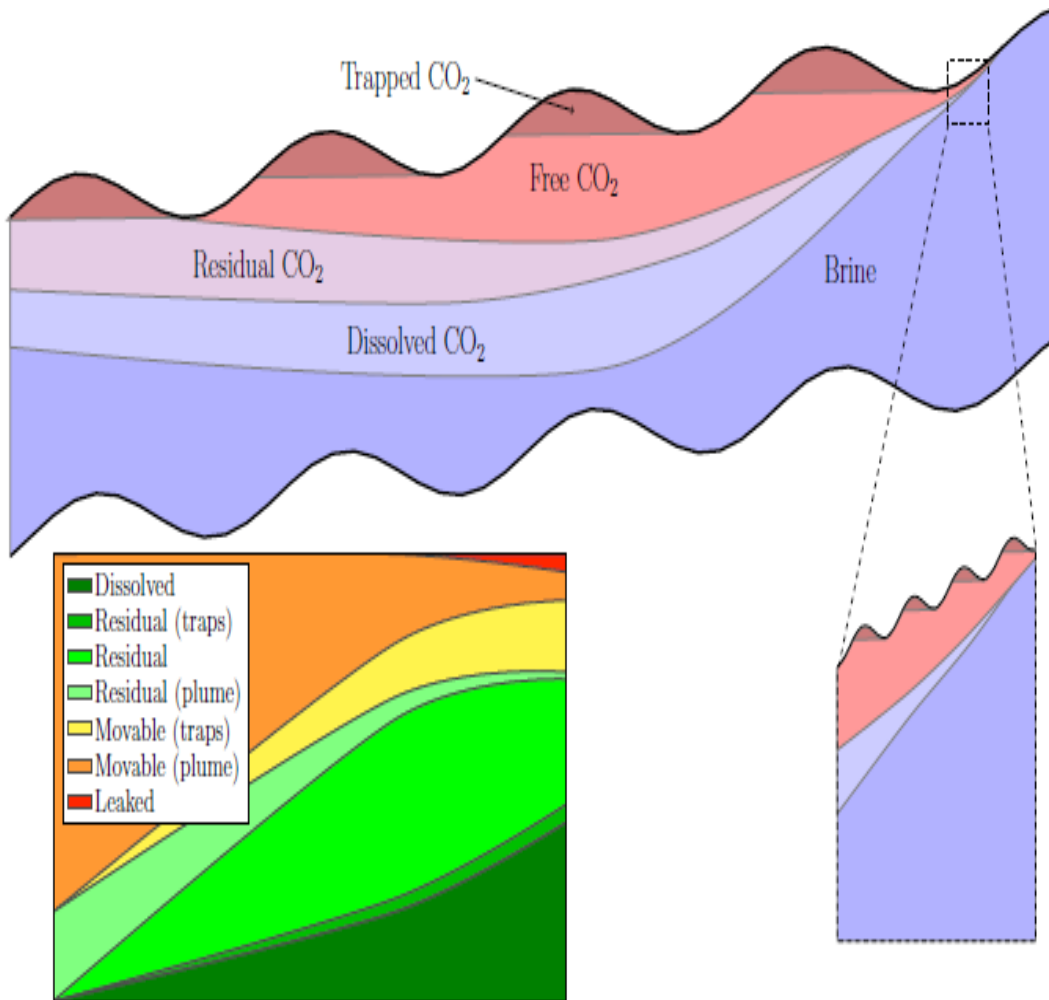 Trapped CO₂
Free CO₂
Residual CO₂
Brine
Dissolved CO₂
Dissolved
Residual (traps)
Residual
Residual (plume)
Movable (traps)
Movable (plume)
Leaked